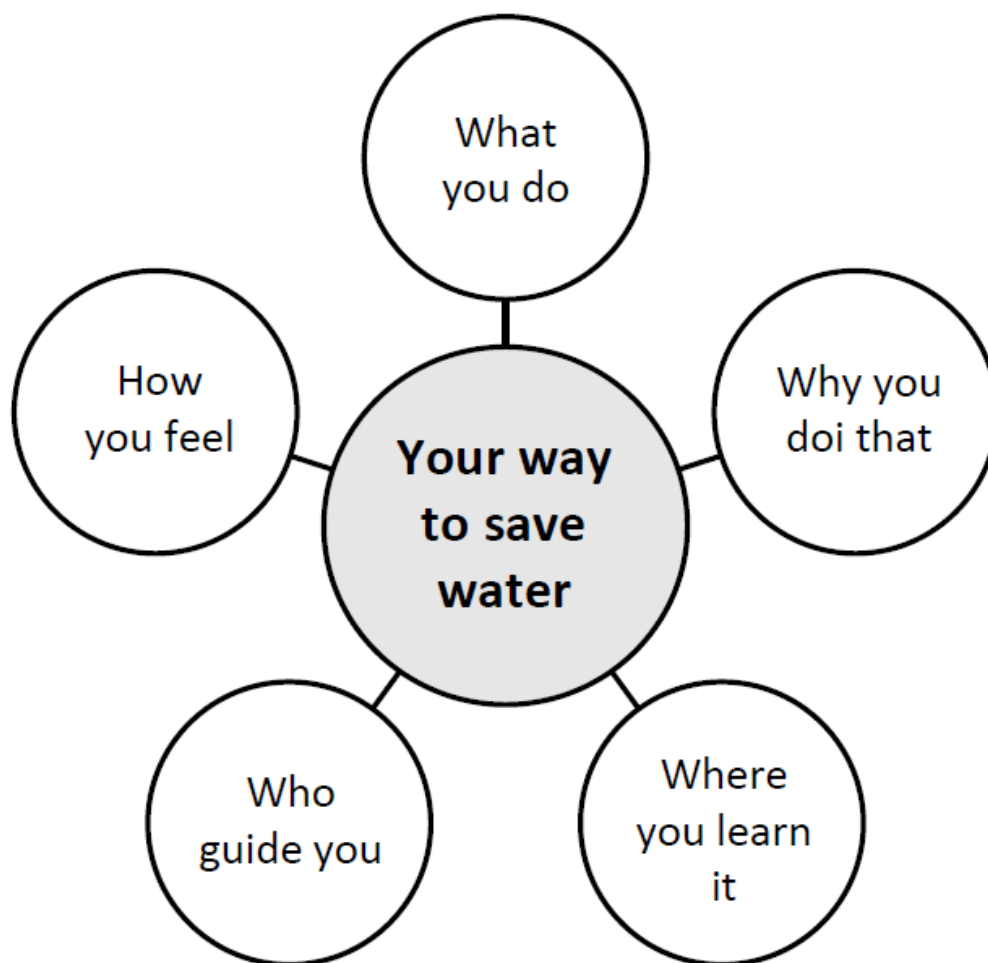 What
you do
How
you feel
Why you
doi that
Your way
to save
water
Who
guide you
Where
you learn
it